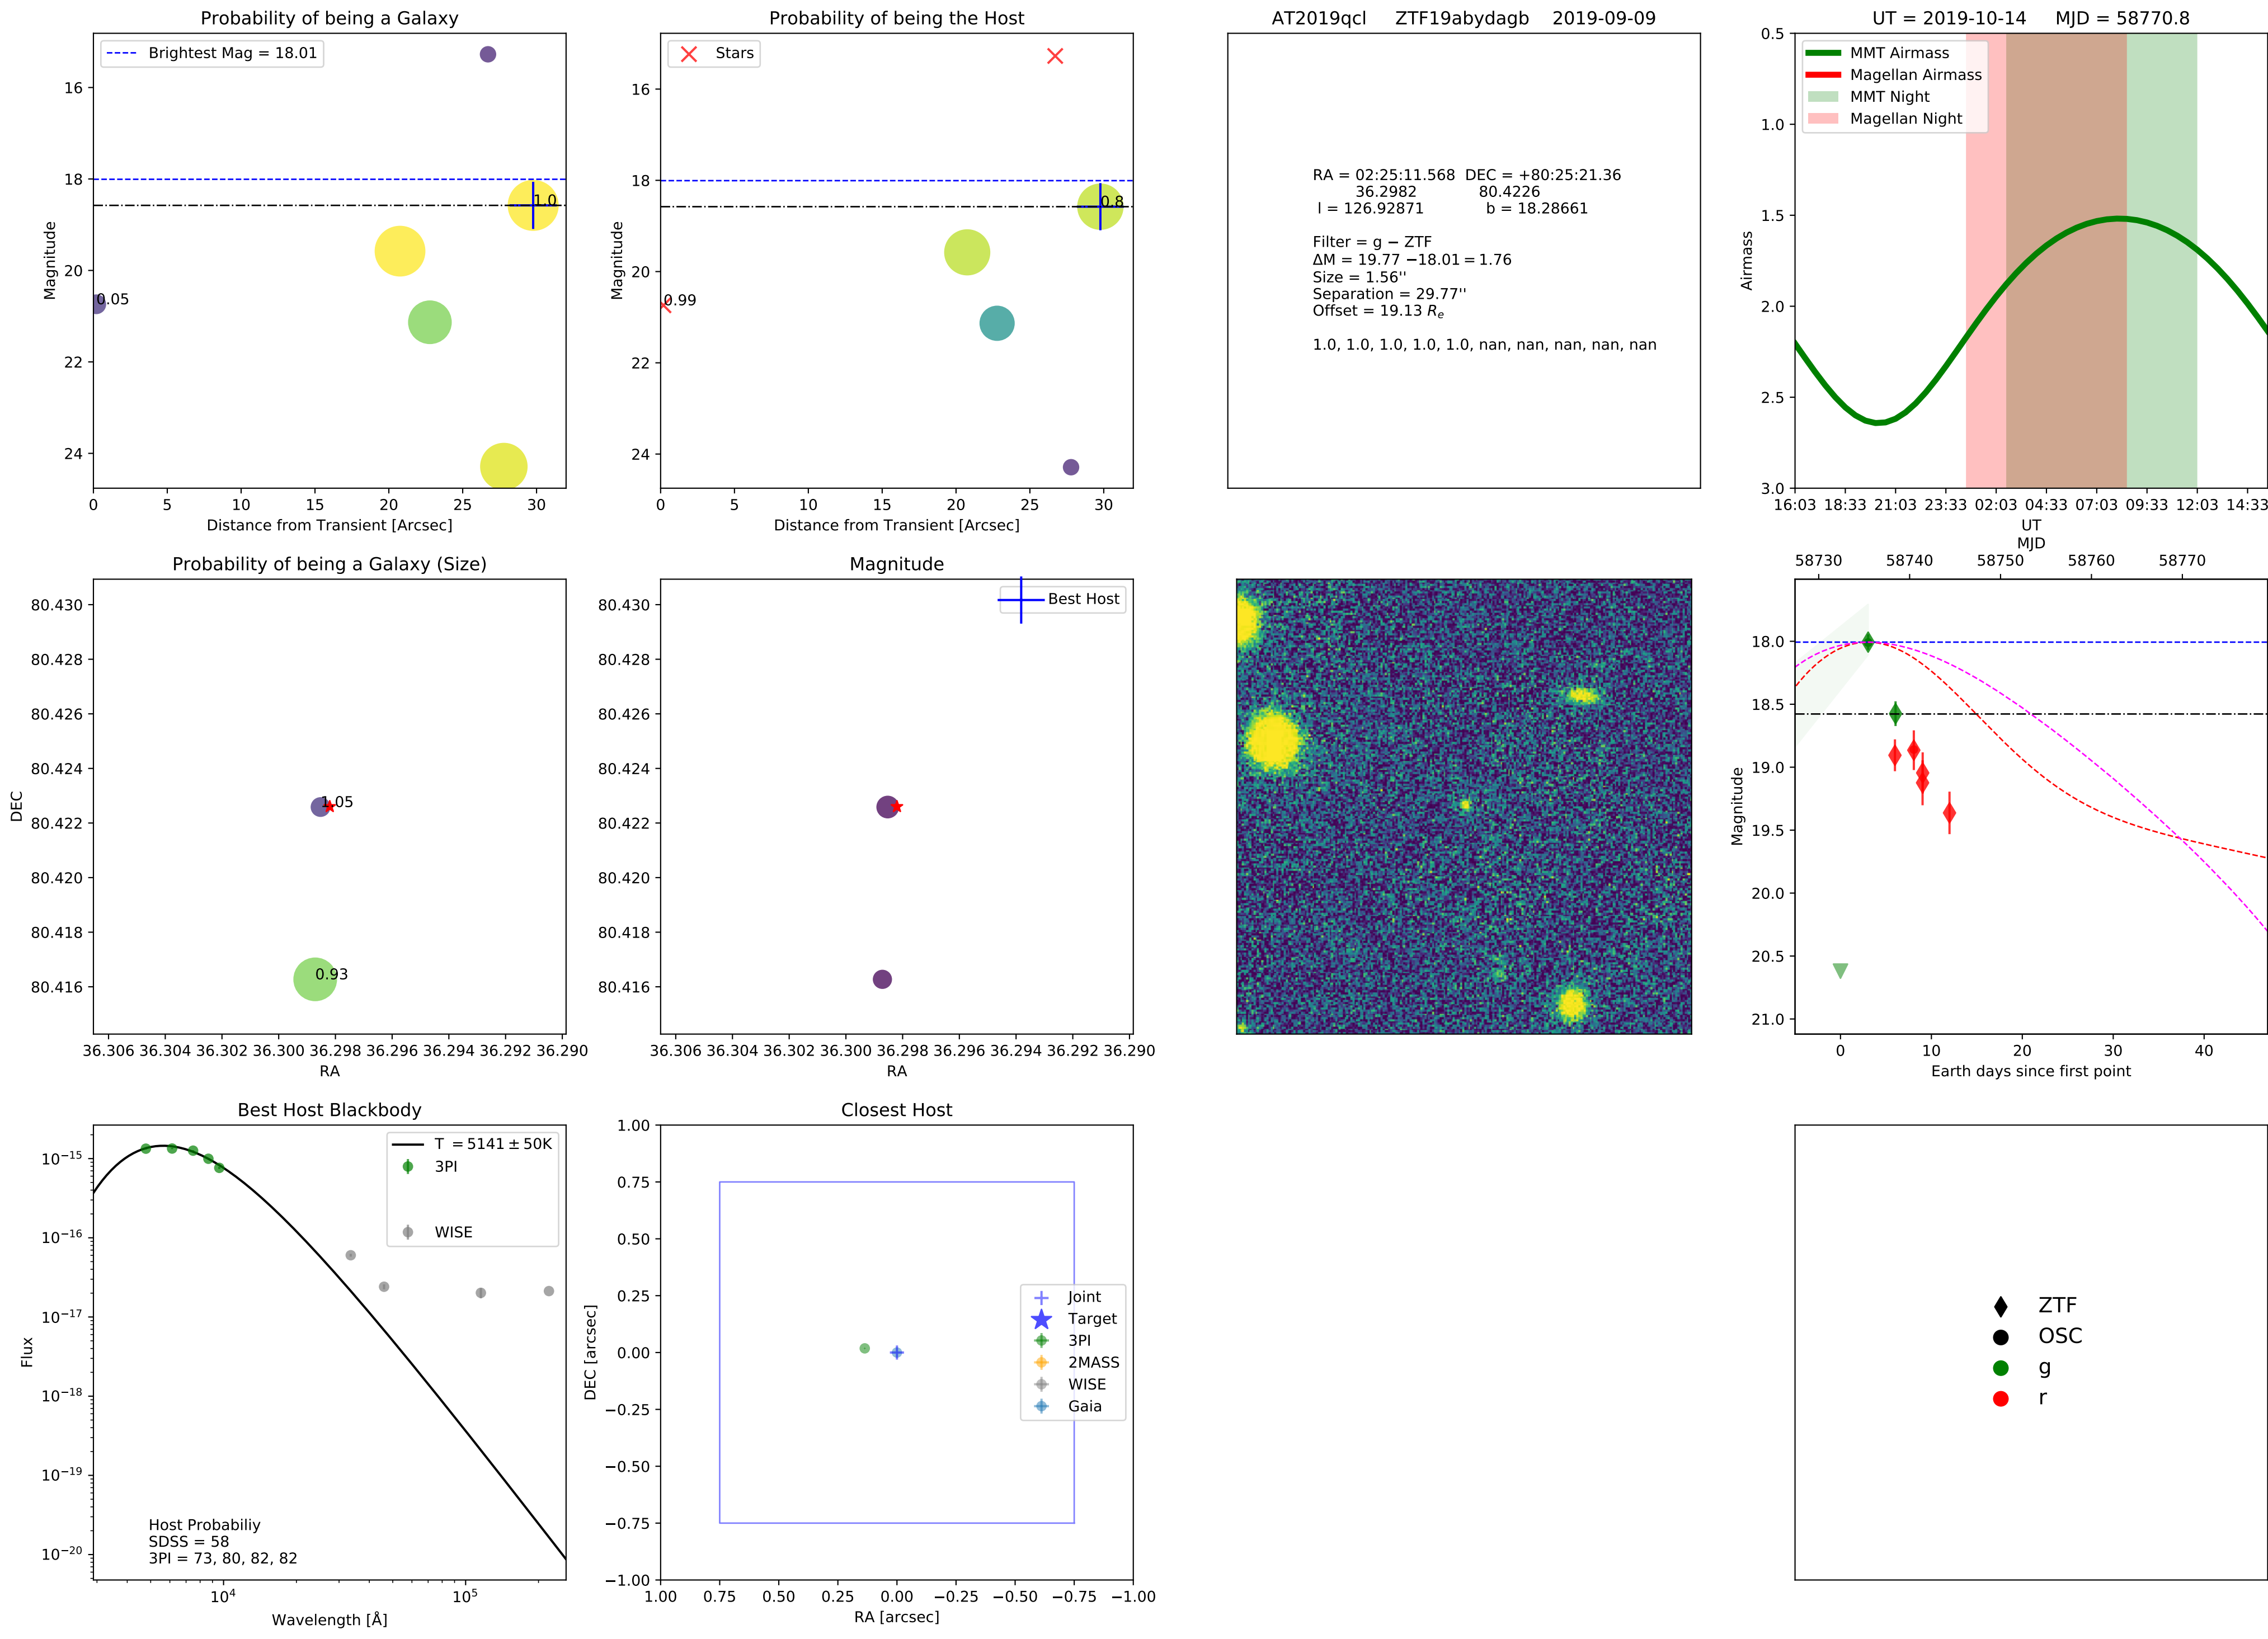 Probability of being a Galaxy
Brightest Mag = 18.01
1.0
0.05
16
18
20
22
24
Magnitude
0 5 10 15 20 25 30
Distance from Transient [Arcsec]
Probability of being the Host
Stars
0.8
0.99
16
18
20
22
24
Magnitude
0 5 10 15 20 25 30
Distance from Transient [Arcsec]
AT2019qcl ZTF19abydagb 2019-09-09
RA = 02:25:11.568 DEC = +80:25:21.36
36.2982 80.4226
l = 126.92871 b = 18.28661
Filter = g − ZTF
ΔM = 19.77 −18.01 = 1.76
Size = 1.56''
Separation = 29.77''
Offset = 19.13 Re
1.0, 1.0, 1.0, 1.0, 1.0, nan, nan, nan, nan, nan
UT = 2019-10-14 MJD = 58770.8
MMT Airmass
Magellan Airmass
MMT Night
Magellan Night
0.5
1.0
1.5
2.0
2.5
3.0
Airmass
16:03 18:33 21:03 23:33 02:03 04:33 07:03 09:33 12:03 14:33
UT
Probability of being a Galaxy (Size)
1.05
0.93
80.430
80.428
80.426
80.424
80.422
80.420
80.418
80.416
DEC
36.306 36.304 36.302 36.300 36.298 36.296 36.294 36.292 36.290
RA
Magnitude
Best Host
80.430
80.428
80.426
80.424
80.422
80.420
80.418
80.416
36.306 36.304 36.302 36.300 36.298 36.296 36.294 36.292 36.290
RA
MJD
58730 58740 58750 58760 58770
18.0
18.5
19.0
19.5
20.0
20.5
21.0
Magnitude
0 10 20 30 40
Earth days since first point
Best Host Blackbody
T = 5141 ± 50K
3PI
WISE
10−15
10−16
10−17
10−18
10−19
10−20
Flux
Host Probabiliy
SDSS = 58
3PI = 73, 80, 82, 82
104 105
Wavelength [Å]
Closest Host
Joint
Target
3PI
2MASS
WISE
Gaia
1.00
0.75
0.50
0.25
0.00
−0.25
−0.50
−0.75
−1.00
DEC [arcsec]
1.00 0.75 0.50 0.25 0.00 −0.25 −0.50 −0.75 −1.00
RA [arcsec]
ZTF
OSC
g
r